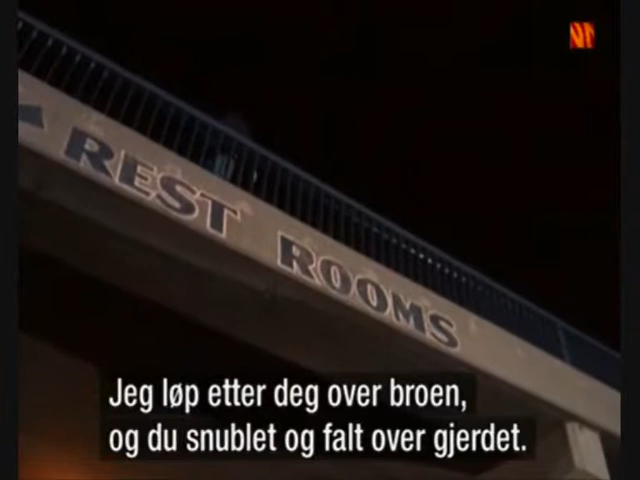 REST ROOMS
Jeg løp etter deg over broen,
og du snublet og falt over gjerdet.